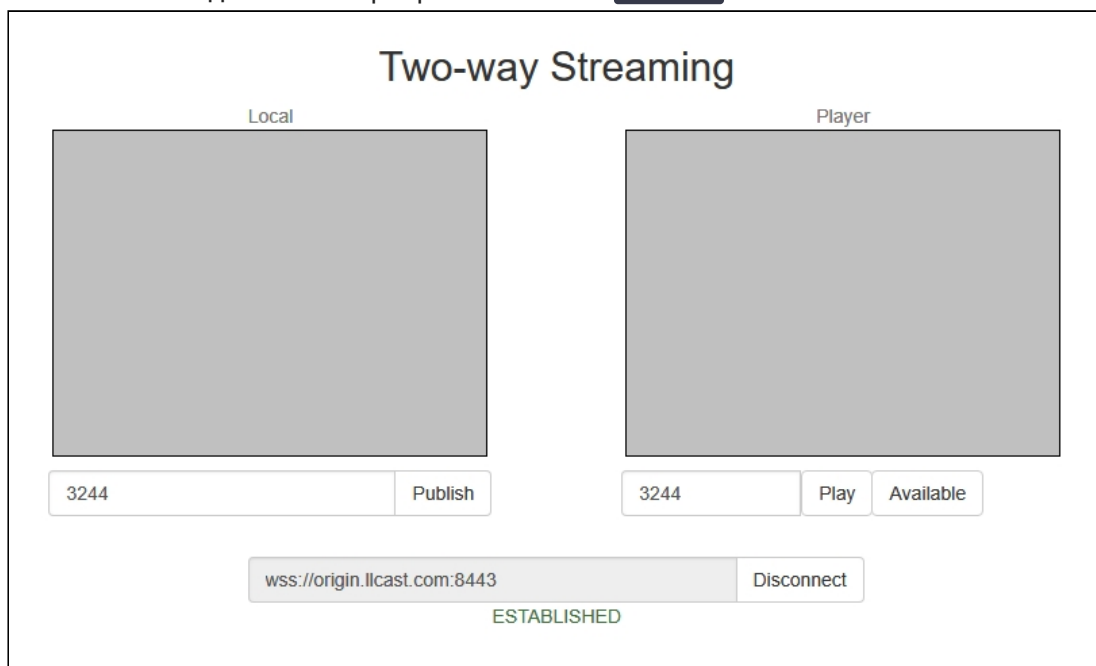 Two-way Streaming
Local
Player
3244
Publish
3244
Play
Available
wss://origin.llcast.com:8443
Disconnect
ESTABLISHED